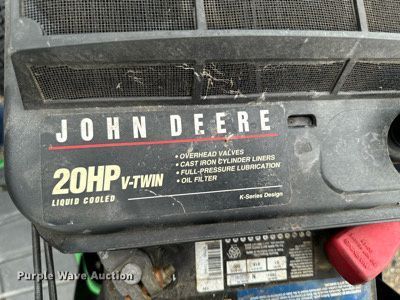 JOHN DEERE
20HP V-TWIN
LIQUID COOLED
• OVERHEAD VALVES
• CAST IRON CYLINDER LINERS
• FULL-PRESSURE LUBRICATION
• OIL FILTER
K-Series Design
Purple Wave Auction